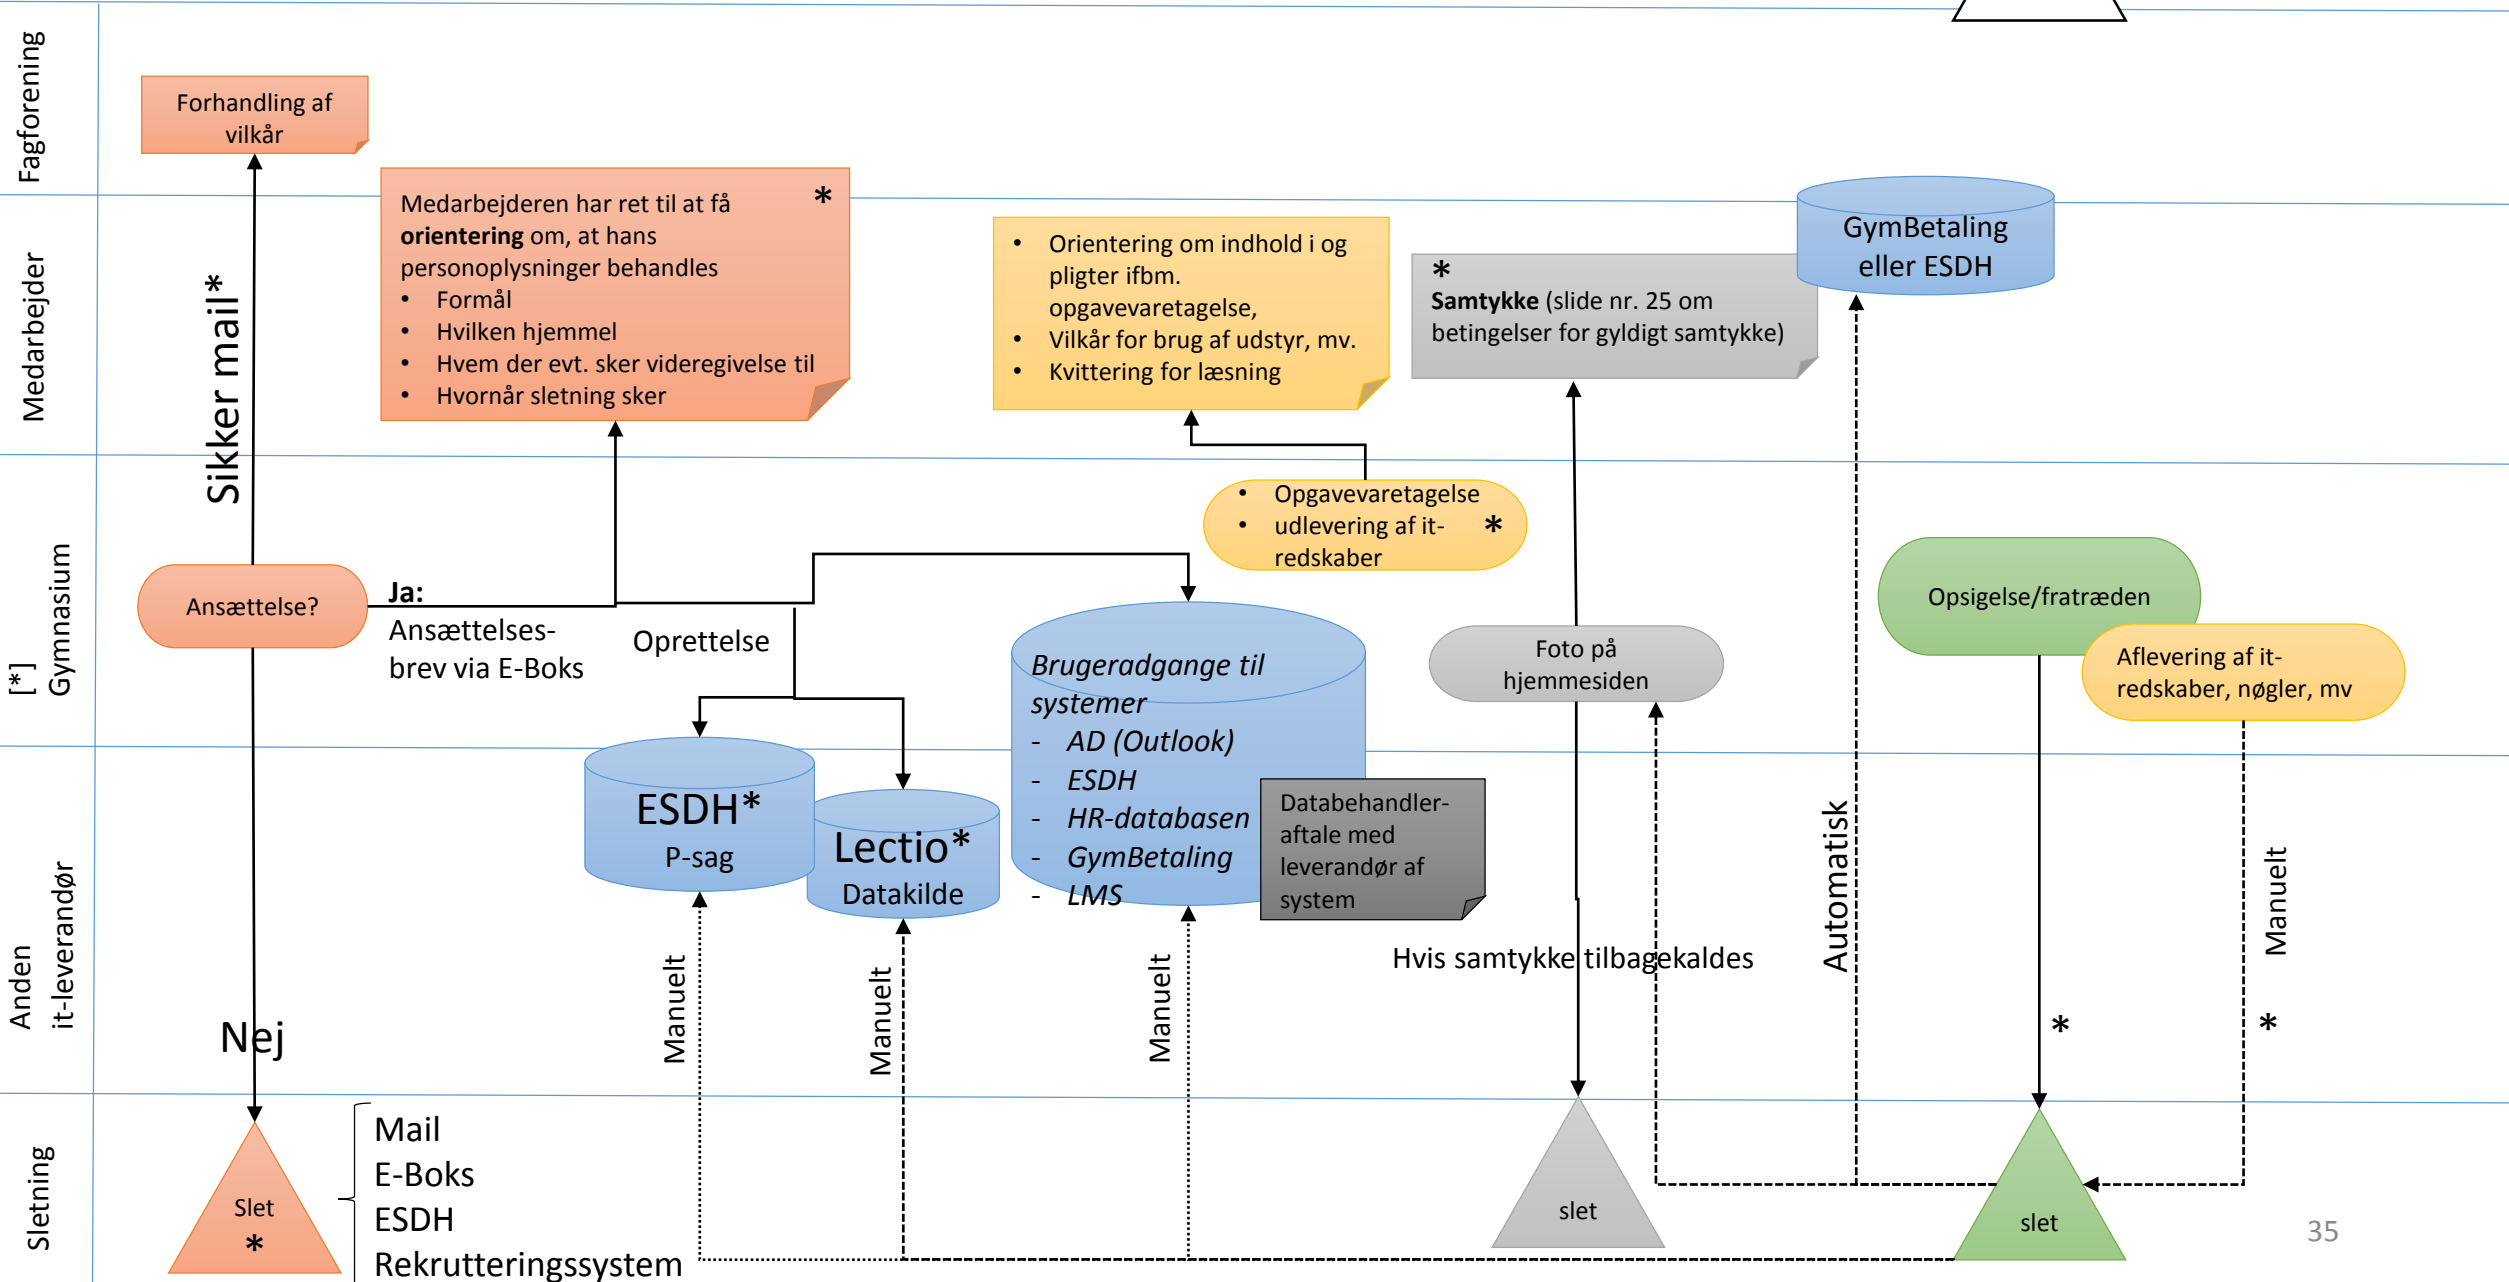 Fagforening
Forhandling af
vilkår
Medarbejder
Sikker mail*
Medarbejderen har ret til at få *
orientering om, at hans
personoplysninger behandles
• Formål
• Hvilken hjemmel
• Hvem der evt. sker videregivelse til
• Hvornår sletning sker
• Orientering om indhold i og
pligter ifbm.
opgavevaretagelse,
• Vilkår for brug af udstyr, mv.
• Kvittering for læsning
*
Samtykke (slide nr. 25 om
betingelser for gyldigt samtykke)
GymBetaling
eller ESDH
[*]
Gymnasium
Ansættelse?
Ja:
Ansættelses-
brev via E-Boks
Oprettelse
• Opgavevaretagelse
• udlevering af it- *
redskaber
Foto på
hjemmesiden
Opsigelse/fratræden
Aflevering af it-
redskaber, nøgler, mv
Anden
it-leverandør
Nej
ESDH*
P-sag
Lectio*
Datakilde
Brugeradgange til
systemer
- AD (Outlook)
- ESDH
- HR-databasen
- GymBetaling
- LMS
Databehandler-
aftale med
leverandør af
system
Manuelt
Manuelt
Manuelt
Hvis samtykke tilbagekaldes
Automatisk
*
Manuelt
*
Sletning
Slet
*
Mail
E-Boks
ESDH
Rekrutteringssystem
slet
slet
35